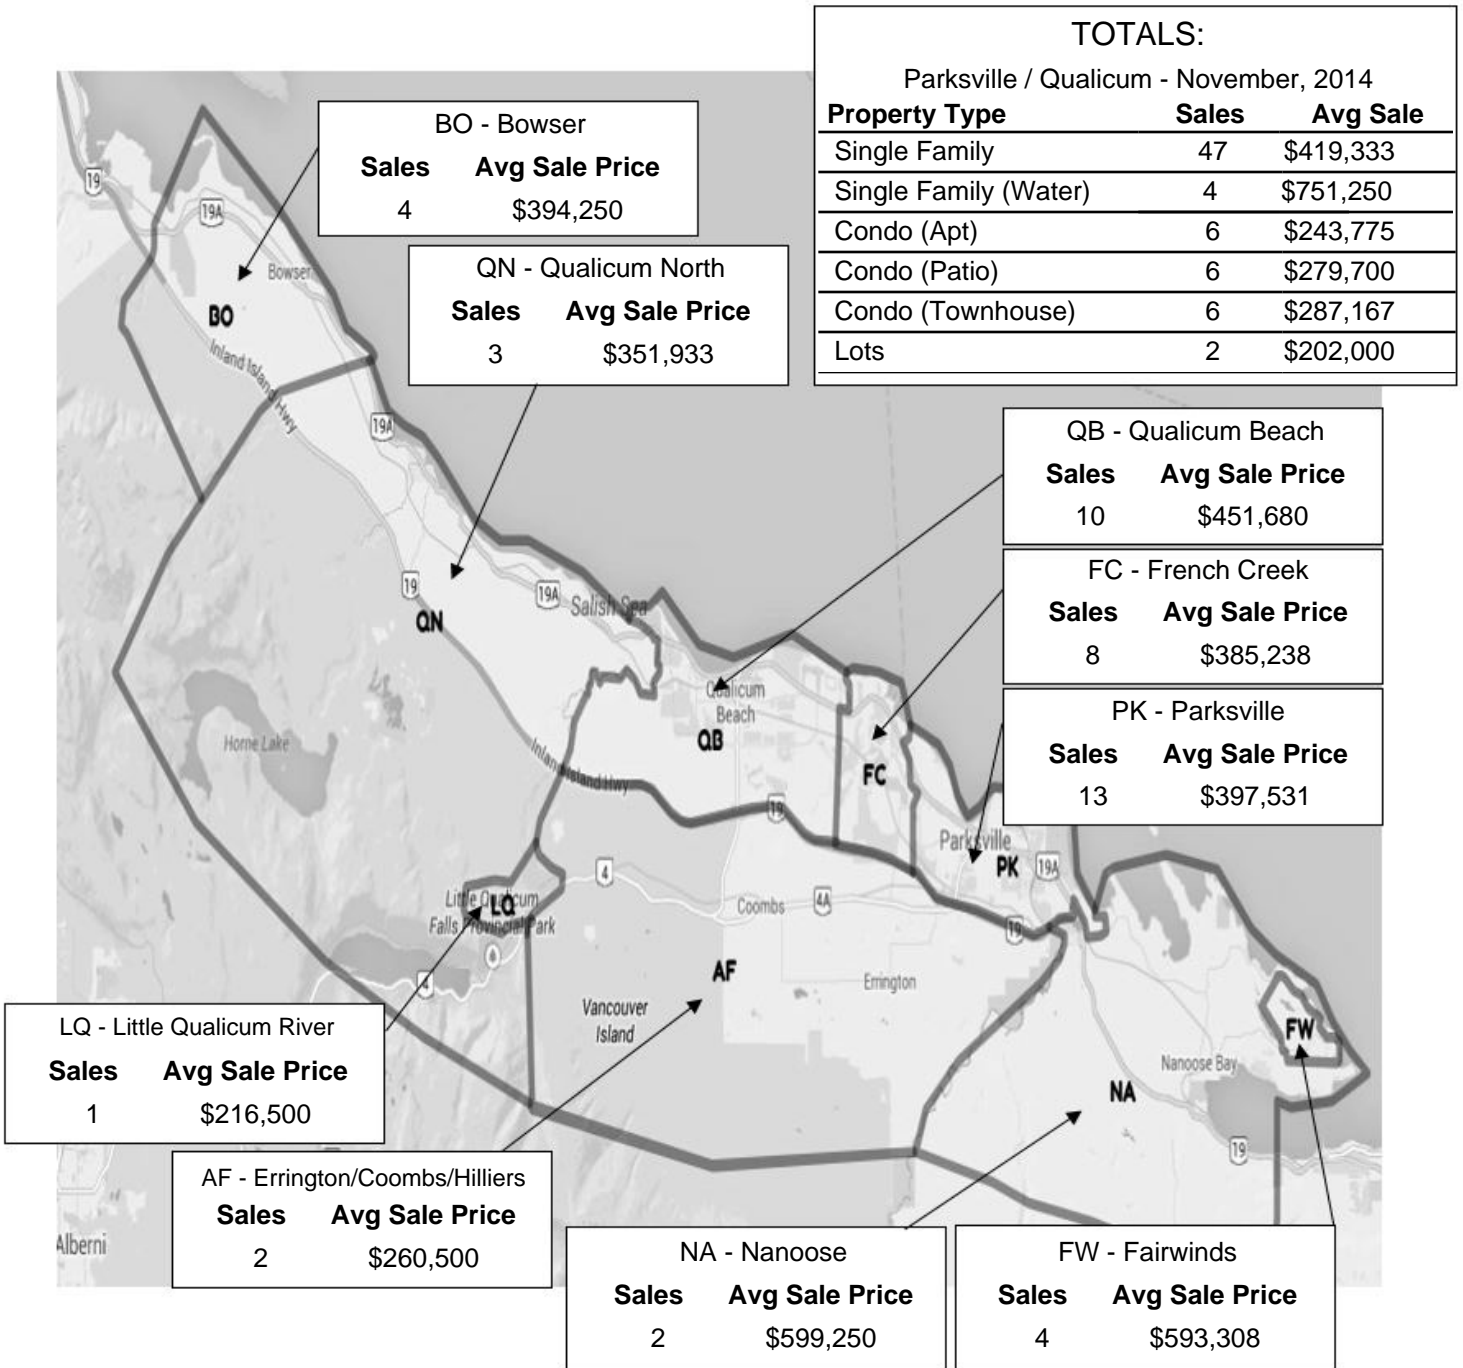 TOTALS:
Parksville / Qualicum - November, 2014
Property Type Sales Avg Sale
Single Family 47 $419,333
Single Family (Water) 4 $751,250
Condo (Apt) 6 $243,775
Condo (Patio) 6 $279,700
Condo (Townhouse) 6 $287,167
Lots 2 $202,000
BO - Bowser
Sales Avg Sale Price
4 $394,250
QN - Qualicum North
Sales Avg Sale Price
3 $351,933
QB - Qualicum Beach
Sales Avg Sale Price
10 $451,680
FC - French Creek
Sales Avg Sale Price
8 $385,238
PK - Parksville
Sales Avg Sale Price
13 $397,531
LQ - Little Qualicum River
Sales Avg Sale Price
1 $216,500
AF - Errington/Coombs/Hilliers
Sales Avg Sale Price
2 $260,500
NA - Nanoose
Sales Avg Sale Price
2 $599,250
FW - Fairwinds
Sales Avg Sale Price
4 $593,308
19
19A
Bowser
BO
Inland Island Hwy
19A
19
19A
Salish Sea
QN
Qualicum
Beach
QB
Horne Lake
Inland Island Hwy
FC
19
Parksville
PK
19A
4
Little Qualicum
Falls Provincial Park
LQ
Coombs
4A
19
4
AF
Errington
Vancouver
Island
FW
Nanoose Bay
NA
19
Alberni